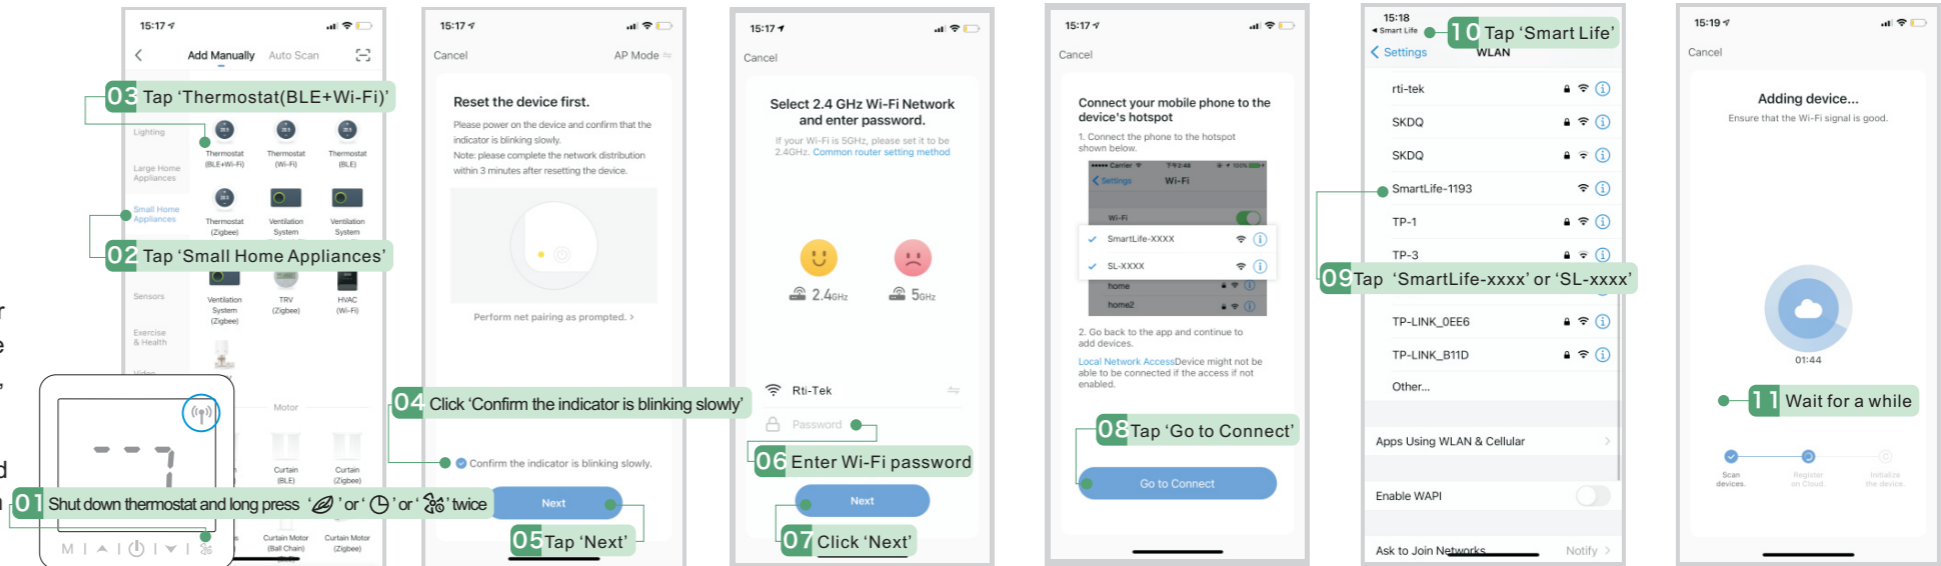 15:17
Add Manually Auto Scan
03 Tap ‘Thermostat(BLE+Wi-Fi)’
Lighting
Thermostat
(BLE+Wi-Fi)
Thermostat
(Wi-Fi)
Thermostat
(BLE)
Large Home
Appliances
Small Home
Appliances
Thermostat
(Zigbee)
Ventilation
System
Ventilation
System
02 Tap ‘Small Home Appliances’
Sensors
Ventilation
System
(Zigbee)
TRV
(Zigbee)
HVAC
(Wi-Fi)
Exercise
& Health
Video
Motor
Curtain
(BLE)
Curtain
(Zigbee)
01 Shut down thermostat and long press ‘ ’ or ‘ ’ or ‘ ’ twice
M
Curtain Motor
(Ball Chain)
Curtain Motor
(Zigbee)
15:17
Cancel AP Mode
Reset the device first.
Please power on the device and confirm that the
indicator is blinking slowly.
Note: please complete the network distribution
within 3 minutes after resetting the device.
Perform net pairing as prompted. >
04 Click ‘Confirm the indicator is blinking slowly’
Confirm the indicator is blinking slowly.
Next
05 Tap ‘Next’
15:17
Cancel
Select 2.4 GHz Wi-Fi Network
and enter password.
If your Wi-Fi is 5GHz, please set it to be
2.4GHz. Common router setting method
2.4GHz 5GHz
Rti-Tek
Password
06 Enter Wi-Fi password
Next
07 Click ‘Next’
15:17
Cancel
Connect your mobile phone to the
device's hotspot
1. Connect the phone to the hotspot
shown below.
Carrier 下午2:48 100%
Settings Wi-Fi
Wi-Fi
SmartLife-XXXX
SL-XXXX
home
home2
2. Go back to the app and continue to
add devices.
Local Network AccessDevice might not be
able to be connected if the access if not
enabled.
08 Tap ‘Go to Connect’
Go to Connect
15:18
Smart Life
10 Tap ‘Smart Life’
Settings WLAN
rti-tek
SKDQ
SKDQ
SmartLife-1193
TP-1
TP-3
09 Tap ‘SmartLife-xxxx’ or ‘SL-xxxx’
TP-LINK_0EE6
TP-LINK_B11D
Other...
Apps Using WLAN & Cellular
Enable WAPI
Ask to Join Networks Notify
15:19
Cancel
Adding device...
Ensure that the Wi-Fi signal is good.
01:44
11 Wait for a while
Scan
devices.
Register
on Cloud.
Initialize
the device.